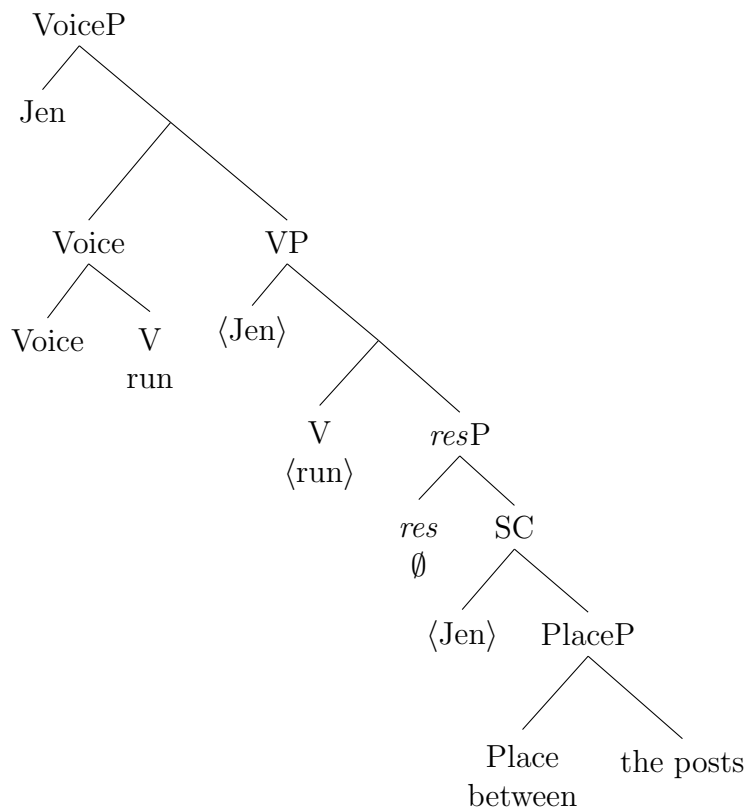 VoiceP
Jen
Voice VP
Voice V ⟨Jen⟩
run
V resP
⟨run⟩
res SC
∅
⟨Jen⟩ PlaceP
Place the posts
between